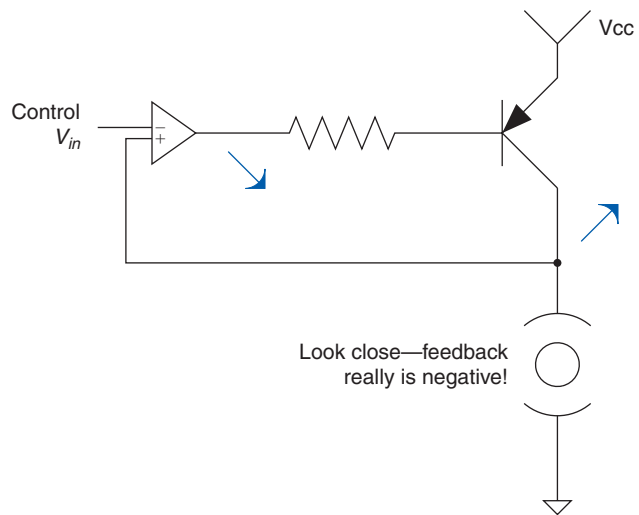 Vcc
Control
Vin
−
+
Look close—feedback
really is negative!